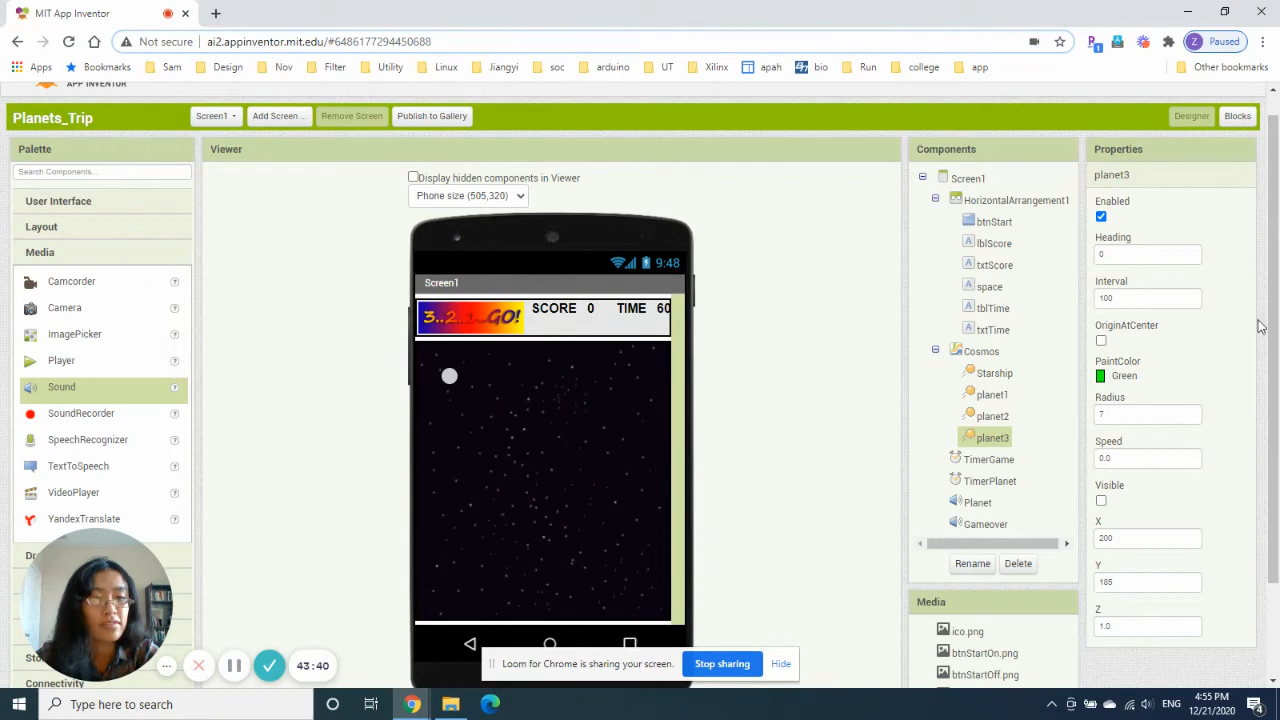 MIT App Inventor
Not secure ai2.appinventor.mit.edu/#6486177294450688
Z Paused
Apps Bookmarks Sam Design Nov Filter Utility Linux Jiangyi soc arduino UT Xilinx apah bio Run college app Other bookmarks
APP INVENTOR
Planets_Trip Screen1 Add Screen ... Remove Screen Publish to Gallery Designer Blocks
Palette Viewer Components Properties
Search Components...
User Interface
Layout
Media
Camcorder
Camera
ImagePicker
Player
Sound
SoundRecorder
SpeechRecognizer
TextToSpeech
VideoPlayer
YandexTranslate
Connectivity
Display hidden components in Viewer
Phone size (505,320)
9:48
Screen1
3..2...GO! SCORE 0 TIME 60
Screen1
HorizontalArrangement1
btnStart
lblScore
txtScore
space
tblTime
txtTime
Cosmos
Starship
planet1
planet2
planet3
TimerGame
TimerPlanet
Planet
Gameover
Rename Delete
Media
ico.png
btnStartOn.png
btnStartOff.png
planet3
Enabled
Heading
0
Interval
100
OriginAtCenter
PaintColor
Green
Radius
7
Speed
0.0
Visible
X
200
Y
185
Z
1.0
43:40
Loom for Chrome is sharing your screen. Stop sharing Hide
Type here to search
ENG
4:55 PM
12/21/2020
4